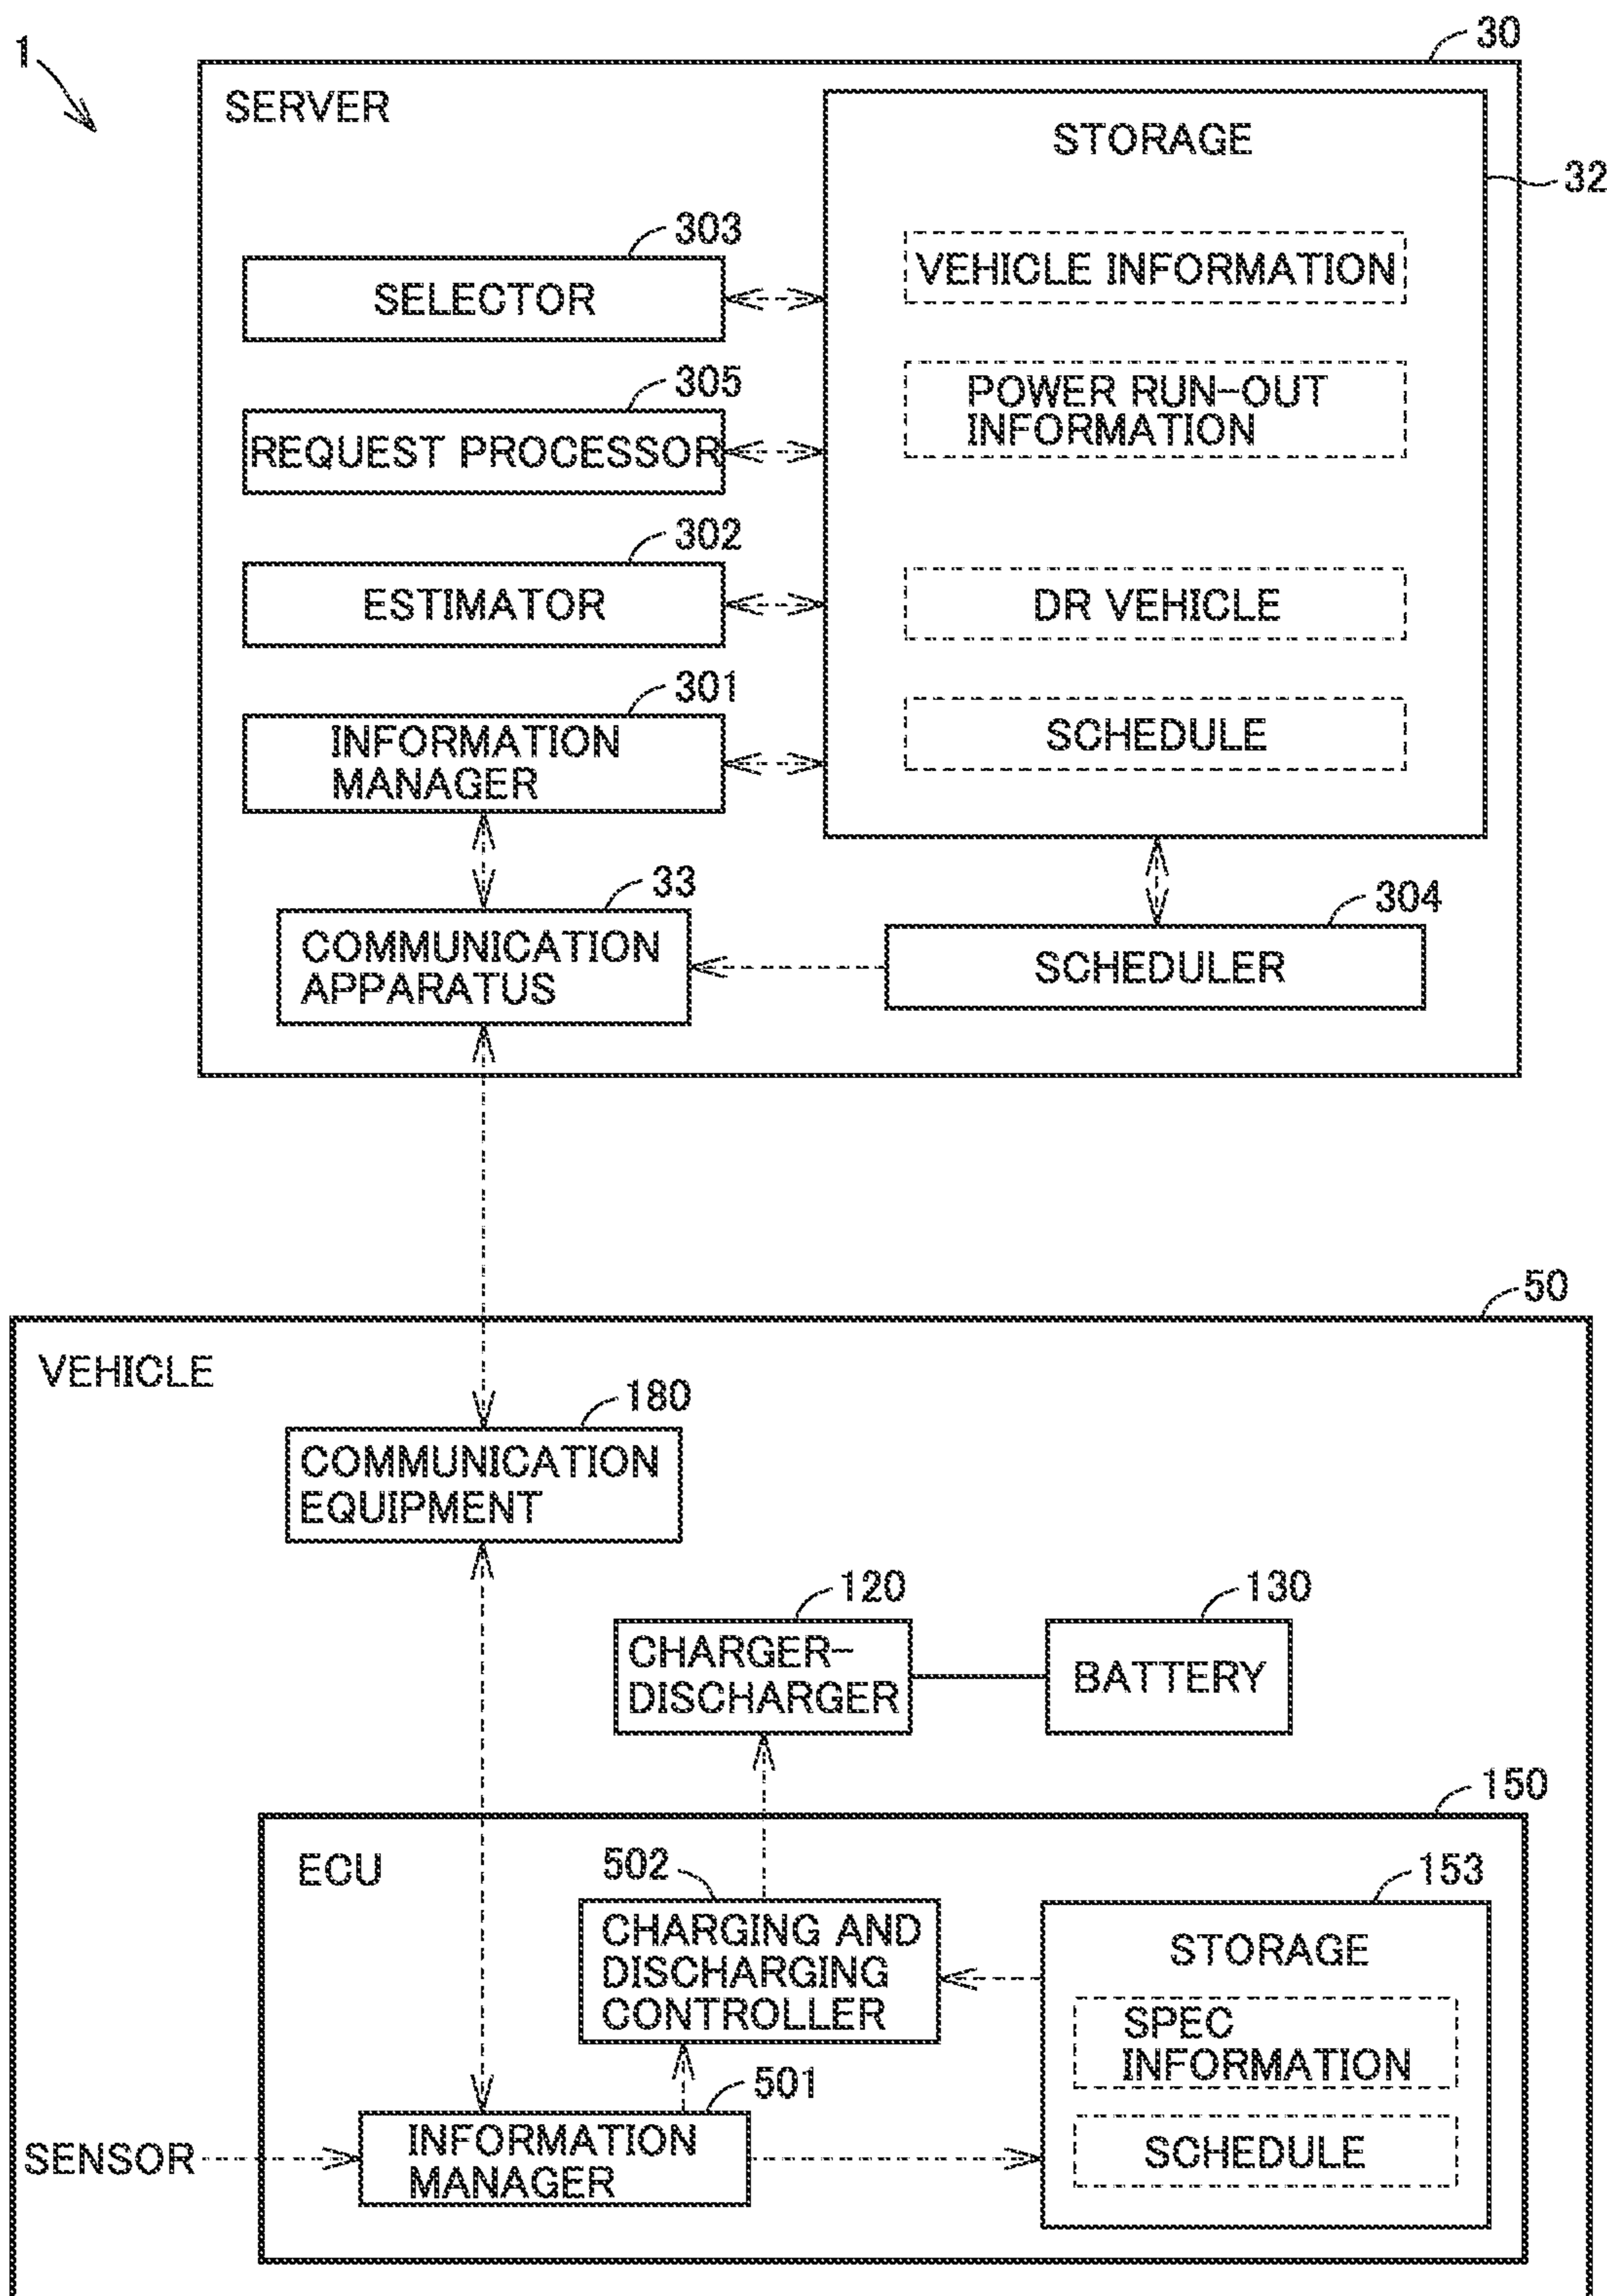 1
30
SERVER
STORAGE
32
303
SELECTOR
VEHICLE INFORMATION
305
REQUEST PROCESSOR
POWER RUN-OUT
INFORMATION
302
ESTIMATOR
DR VEHICLE
301
INFORMATION
MANAGER
SCHEDULE
33
COMMUNICATION
APPARATUS
304
SCHEDULER
50
VEHICLE
180
COMMUNICATION
EQUIPMENT
120
CHARGER-
DISCHARGER
130
BATTERY
150
ECU
502
CHARGING AND
DISCHARGING
CONTROLLER
153
STORAGE
SPEC
INFORMATION
SCHEDULE
501
INFORMATION
MANAGER
SENSOR